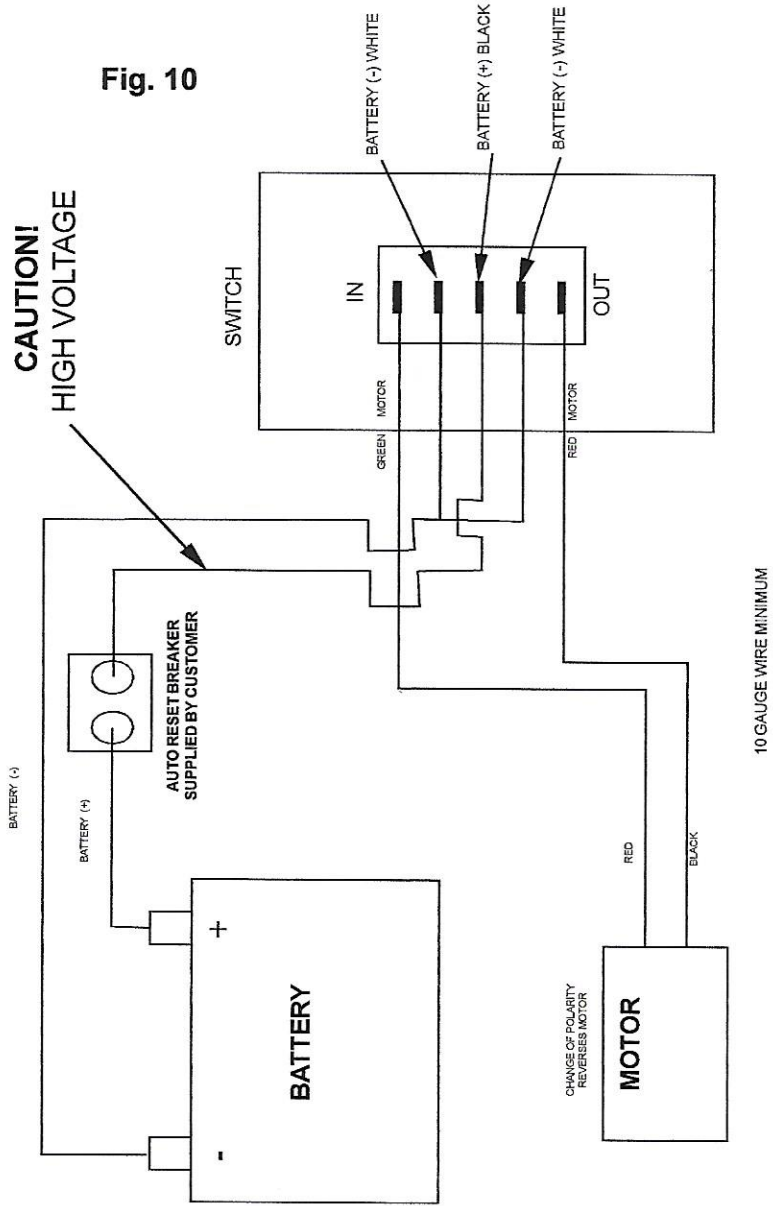 Fig. 10
CAUTION!
HIGH VOLTAGE
SWITCH
IN
OUT
BATTERY (-) WHITE
BATTERY (+) BLACK
BATTERY (-) WHITE
GREEN MOTOR
RED MOTOR
BATTERY (-)
BATTERY (+)
AUTO RESET BREAKER
SUPPLIED BY CUSTOMER
+
-
BATTERY
RED
BLACK
CHANGE OF POLARITY
REVERSES MOTOR
MOTOR
10 GAUGE WIRE MINIMUM